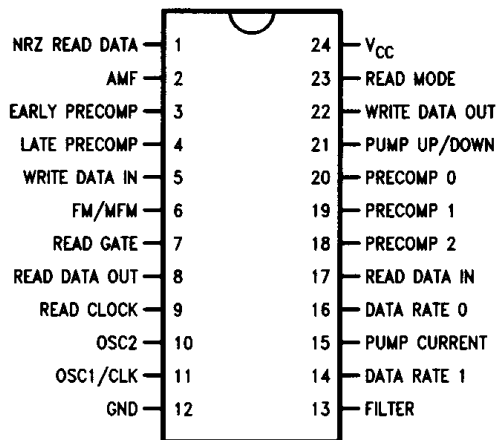 NRZ READ DATA 1 24 VCC
AMF 2 23 READ MODE
EARLY PRECOMP 3 22 WRITE DATA OUT
LATE PRECOMP 4 21 PUMP UP/DOWN
WRITE DATA IN 5 20 PRECOMP 0
FM/MFM 6 19 PRECOMP 1
READ GATE 7 18 PRECOMP 2
READ DATA OUT 8 17 READ DATA IN
READ CLOCK 9 16 DATA RATE 0
OSC2 10 15 PUMP CURRENT
OSC1/CLK 11 14 DATA RATE 1
GND 12 13 FILTER